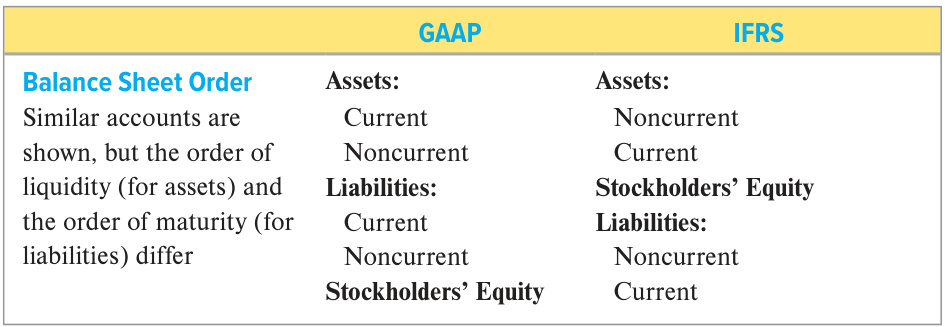 GAAP IFRS
Balance Sheet Order
Similar accounts are
shown, but the order of
liquidity (for assets) and
the order of maturity (for
liabilities) differ
Assets:
Current
Noncurrent
Liabilities:
Current
Noncurrent
Stockholders’ Equity
Assets:
Noncurrent
Current
Stockholders’ Equity
Liabilities:
Noncurrent
Current